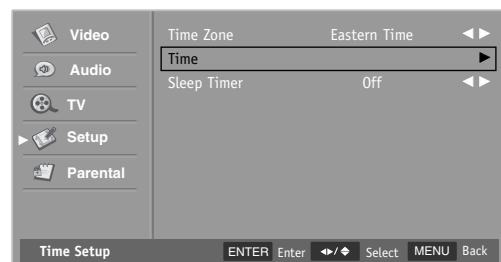 Video
Audio
TV
Setup
Parental
Time Zone Eastern Time
Time
Sleep Timer Off
Time Setup ENTER Enter / Select MENU Back